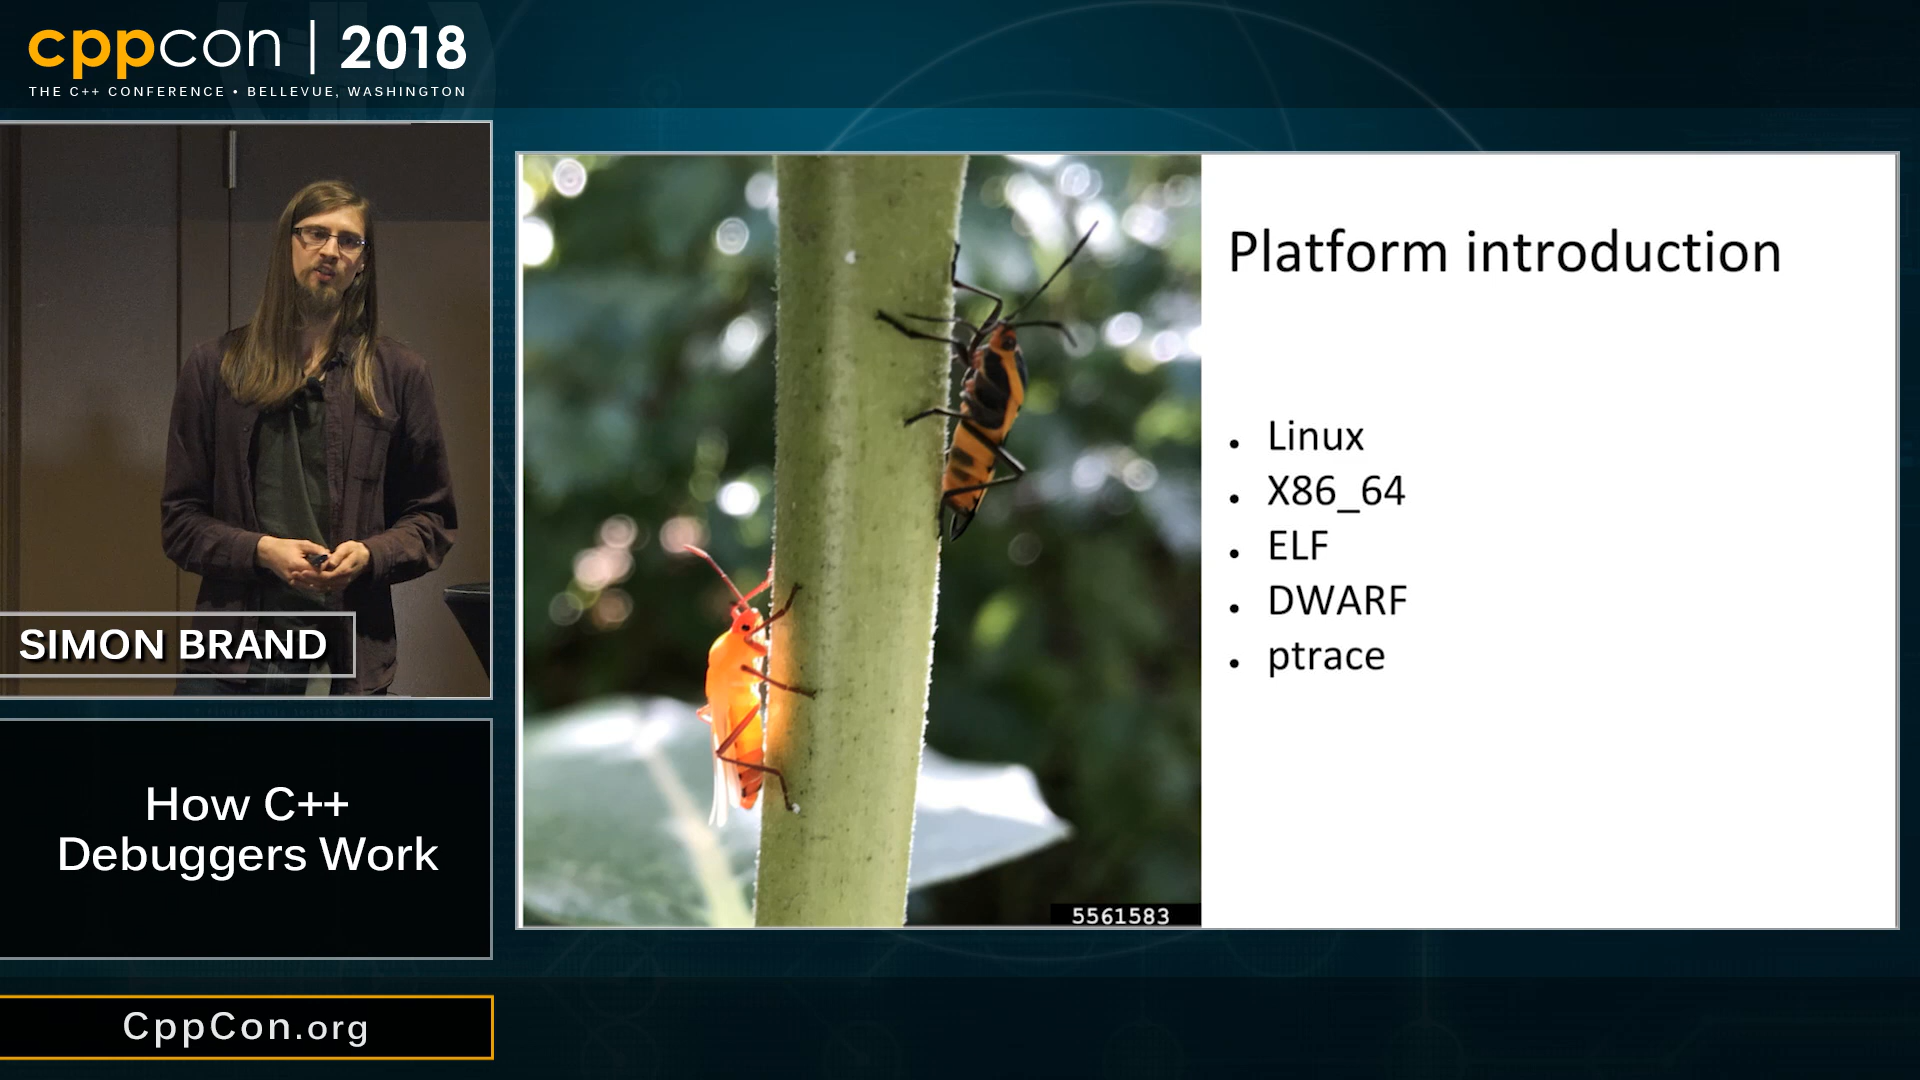 cppcon | 2018
THE C++ CONFERENCE • BELLEVUE, WASHINGTON
SIMON BRAND
How C++
Debuggers Work
CppCon.org
Platform introduction
• Linux
• X86_64
• ELF
• DWARF
• ptrace
5561583